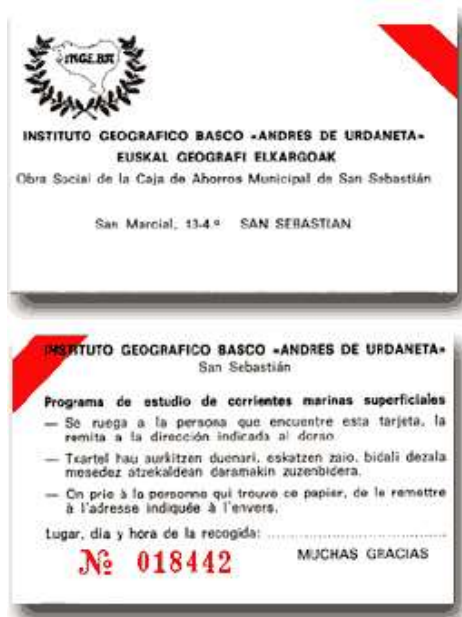 INGEBA
INSTITUTO GEOGRAFICO BASCO «ANDRES DE URDANETA»
EUSKAL GEOGRAFI ELKARGOAK
Obra Social de la Caja de Ahorros Municipal de San Sebastián
San Marcial, 13-4.º SAN SEBASTIAN
INSTITUTO GEOGRAFICO BASCO «ANDRES DE URDANETA»
San Sebastián
Programa de estudio de corrientes marinas superficiales
— Se ruega a la persona que encuentre esta tarjeta, la
remita a la dirección indicada al dorso
— Txartel hau aurkitzen duenari, eskatzen zaio, bidali dezala
mesedez atzekaldean daramakin zuzenbidera.
— On prie à la personne qui trouve ce papier, de le remettre
à l'adresse indiquée à l'envers.
Lugar, día y hora de la recogida: ..............................
Nº 018442 MUCHAS GRACIAS